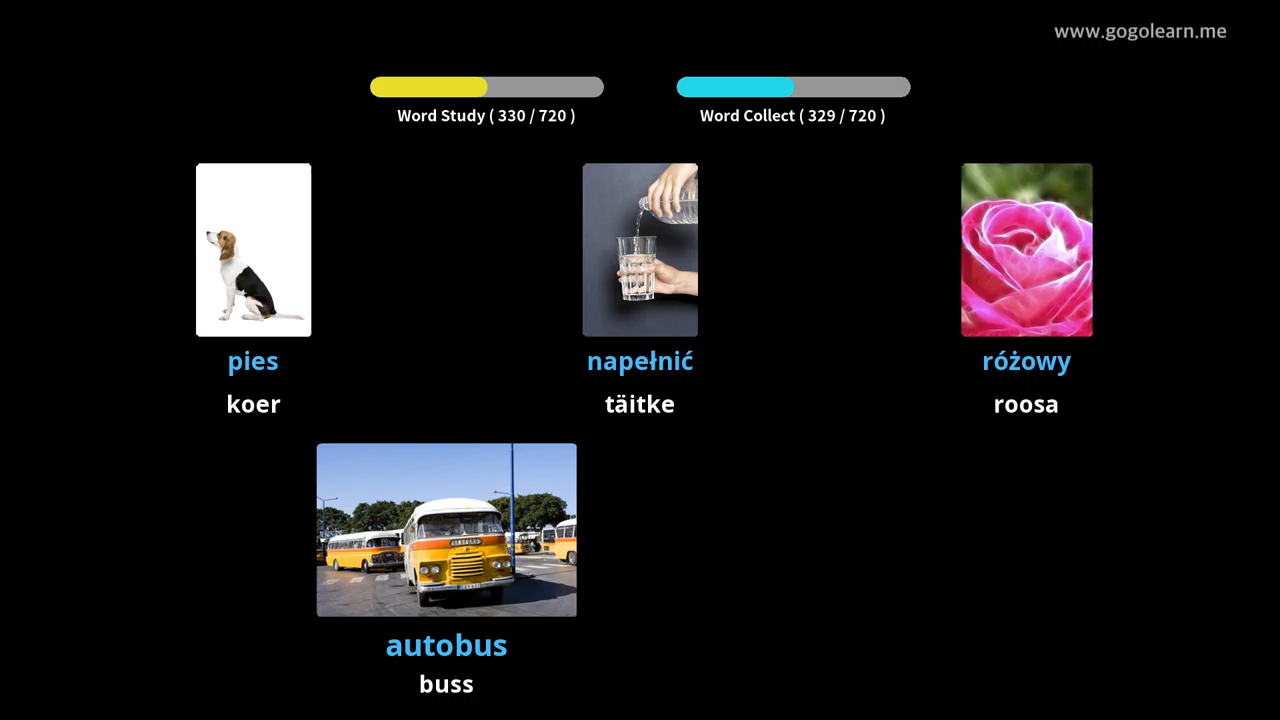 www.gogolearn.me
Word Study ( 330 / 720 )
Word Collect ( 329 / 720 )
pies
napełnić
różowy
koer
täitke
roosa
autobus
buss